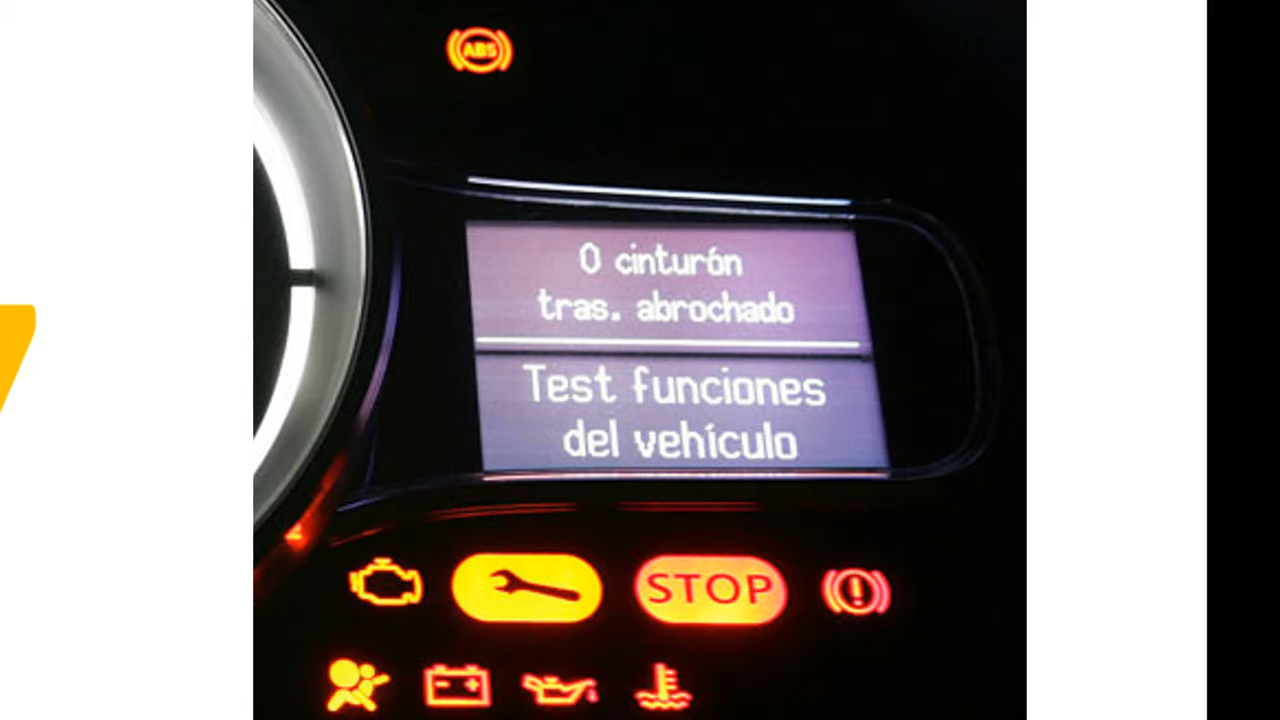 ABS
0 cinturón
tras. abrochado
Test funciones
del vehículo
STOP